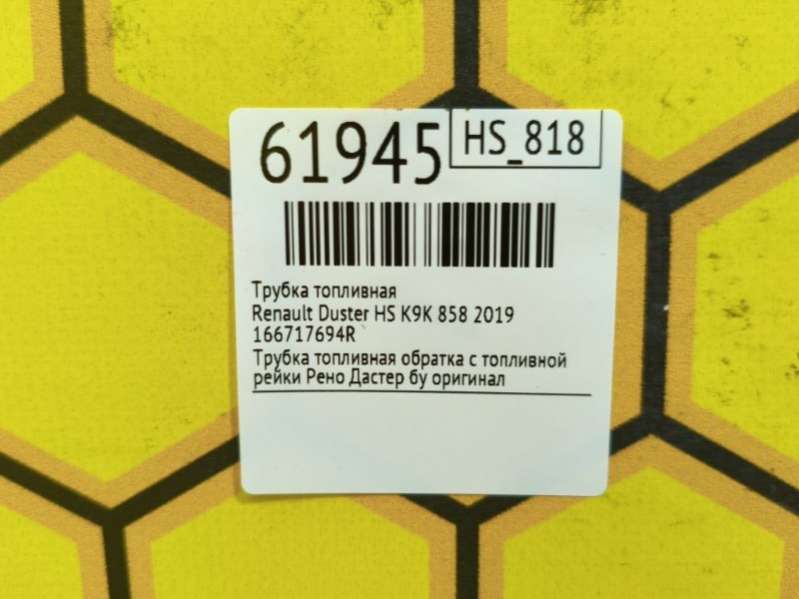 61945
HS_818
Трубка топливная
Renault Duster HS K9K 858 2019
166717694R
Трубка топливная обратка с топливной
рейки Рено Дастер бу оригинал